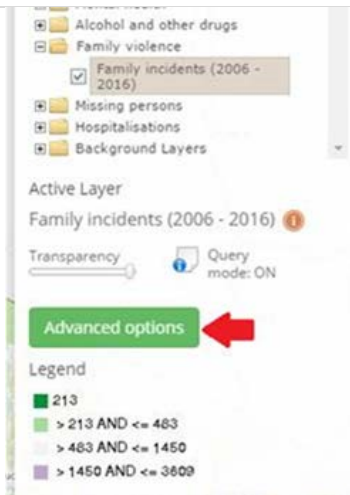 Alcohol and other drugs
Family violence
Family incidents (2006 -
2016)
Missing persons
Hospitalisations
Background Layers
Active Layer
Family incidents (2006 - 2016)
Transparency
Query
mode: ON
Advanced options
Legend
213
> 213 AND <= 483
> 483 AND <= 1450
> 1450 AND <= 3609